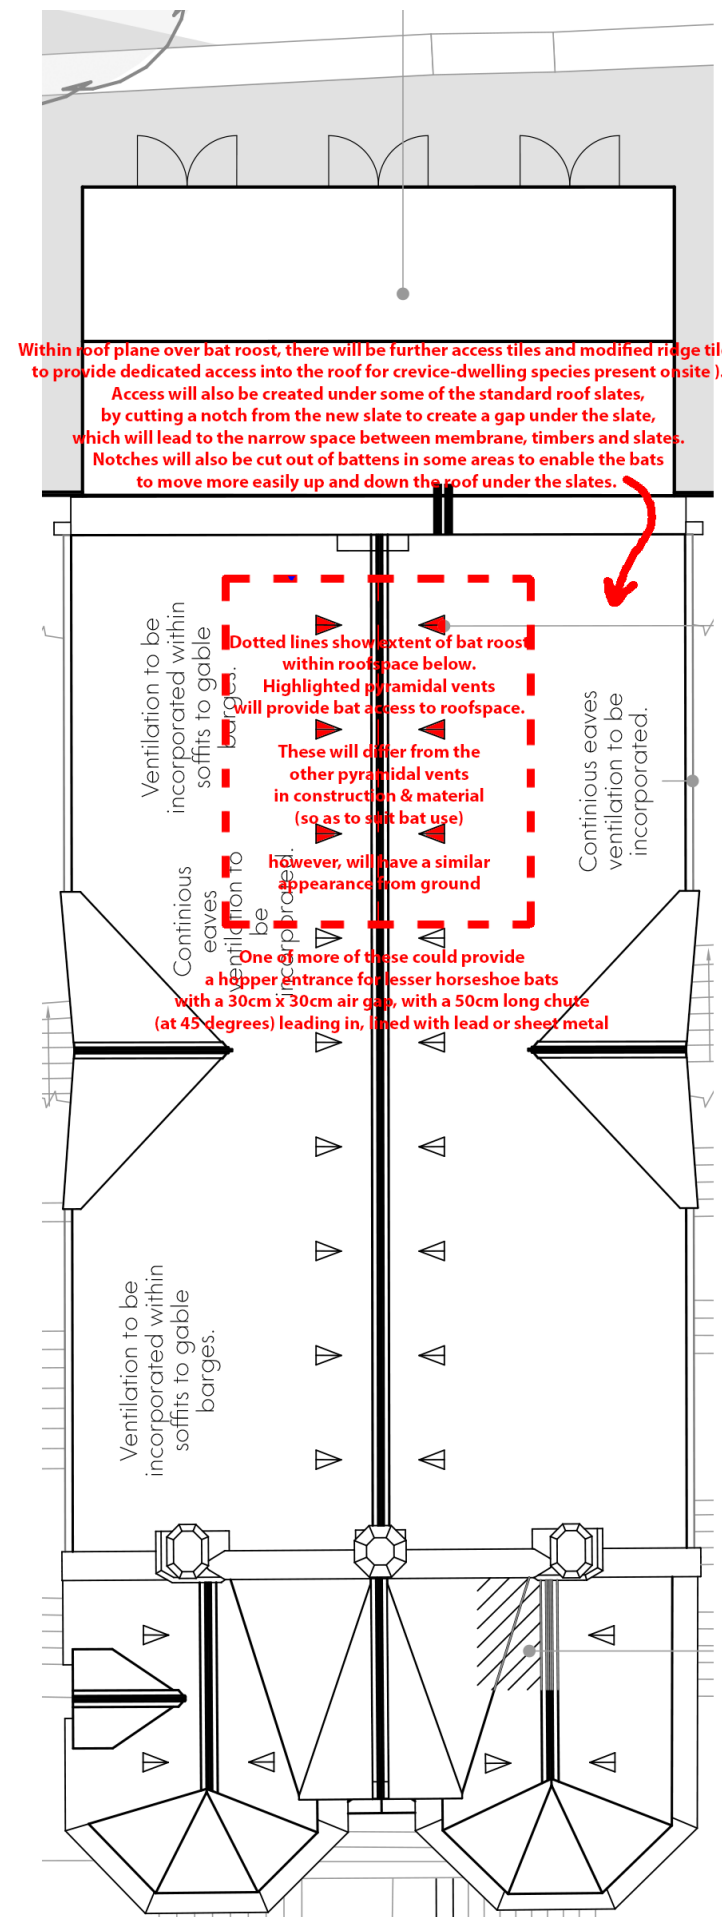 Within roof plane over bat roost, there will be further access tiles and modified ridge
to provide dedicated access into the roof for crevice-dwelling species present onsite ).
Access will also be created under some of the standard roof slates,
by cutting a notch from the new slate to create a gap under the slate,
which will lead to the narrow space between membrane, timbers and slates.
Notches will also be cut out of battens in some areas to enable the bats
to move more easily up and down the roof under the slates.
Ventilation to be
incorporated within
soffits to gable
barges.
Dotted lines show extent of bat roost
within roofspace below.
Highlighted pyramidal vents
will provide bat access to roofspace.
These will differ from the
other pyramidal vents
in construction & material
(so as to suit bat use)
however, will have a similar
appearance from ground
Continious eaves
ventilation to be
incorporated.
Continious
eaves
ventilation to
be
incorporated.
One of more of these could provide
a hopper entrance for lesser horseshoe bats
with a 30cm x 30cm air gap, with a 50cm long chute
(at 45 degrees) leading in, lined with lead or sheet metal
Ventilation to be
incorporated within
soffits to gable
barges.